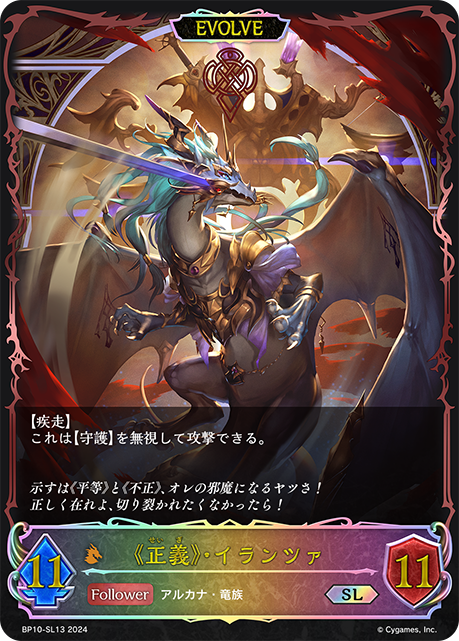 EVOLVE
【疾走】
これは【守護】を無視して攻撃できる。
示すは《平等》と《不正》、オレの邪魔になるヤツさ！
正しく在れよ、切り裂かれたくなかったら！
せいぎ
《正義》・イランツァ
11
Follower アルカナ・竜族
SL
11
BP10-SL13 2024
© Cygames, Inc.